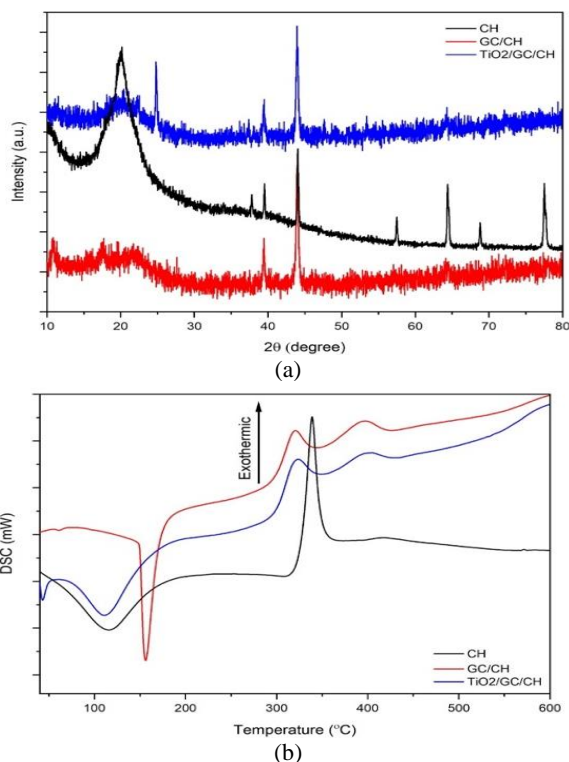 CH
GC/CH
TiO2/GC/CH
Intensity (a.u.)
10 20 30 40 50 60 70 80
2θ (degree)
(a)
Exothermic
DSC (mW)
CH
GC/CH
TiO2/GC/CH
100 200 300 400 500 600
Temperature (ºC)
(b)